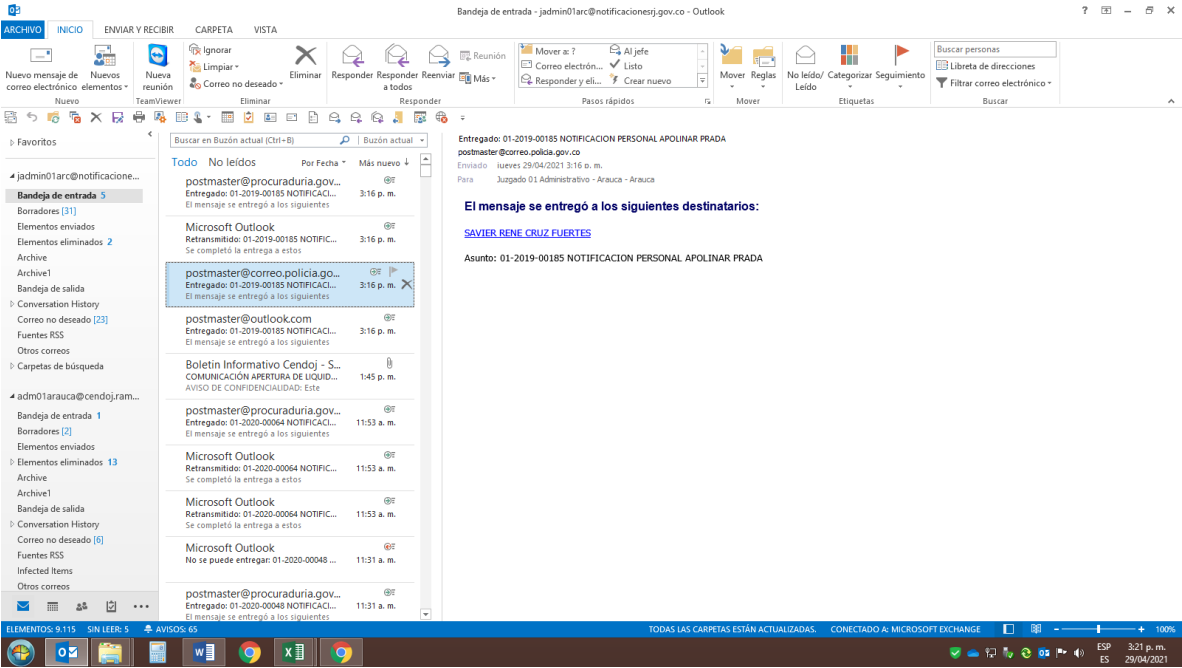 Bandeja de entrada - jadmin01arc@notificacionesrj.gov.co - Outlook
ARCHIVO INICIO ENVIAR Y RECIBIR CARPETA VISTA
Nuevo mensaje de correo electrónico
Nuevos elementos
Nuevo
Nueva reunión
TeamViewer
Ignorar
Limpiar
Correo no deseado
Eliminar
Eliminar
Responder
Responder a todos
Reenviar
Reunión
Más
Responder
Mover a: ?
Correo electrón...
Responder y eli...
Al jefe
Listo
Crear nuevo
Pasos rápidos
Mover
Reglas
Mover
No leído/ Leído
Categorizar
Seguimiento
Etiquetas
Buscar personas
Libreta de direcciones
Filtrar correo electrónico
Buscar
Favoritos
jadmin01arc@notificacione...
Bandeja de entrada 5
Borradores [31]
Elementos enviados
Elementos eliminados 2
Archive
Archive1
Bandeja de salida
Conversation History
Correo no deseado [23]
Fuentes RSS
Otros correos
Carpetas de búsqueda
adm01arauca@cendoj.ram...
Bandeja de entrada 1
Borradores [2]
Elementos enviados
Elementos eliminados 13
Archive
Archive1
Bandeja de salida
Conversation History
Correo no deseado [6]
Fuentes RSS
Infected Items
Otros correos
Buscar en Buzón actual (Ctrl+B) Buzón actual
Todo No leídos Por Fecha Más nuevo
postmaster@procuraduria.gov...
Entregado: 01-2019-00185 NOTIFICACI... 3:16 p. m.
El mensaje se entregó a los siguientes
Microsoft Outlook
Retransmitido: 01-2019-00185 NOTIFIC... 3:16 p. m.
Se completó la entrega a estos
postmaster@correo.policia.go...
Entregado: 01-2019-00185 NOTIFICACI... 3:16 p. m.
El mensaje se entregó a los siguientes
postmaster@outlook.com
Entregado: 01-2019-00185 NOTIFICACI... 3:16 p. m.
El mensaje se entregó a los siguientes
Boletin Informativo Cendoj - S...
COMUNICACIÓN APERTURA DE LIQUID... 1:45 p. m.
AVISO DE CONFIDENCIALIDAD: Este
postmaster@procuraduria.gov...
Entregado: 01-2020-00064 NOTIFICACI... 11:53 a. m.
El mensaje se entregó a los siguientes
Microsoft Outlook
Retransmitido: 01-2020-00064 NOTIFIC... 11:53 a. m.
Se completó la entrega a estos
Microsoft Outlook
Retransmitido: 01-2020-00064 NOTIFIC... 11:53 a. m.
Se completó la entrega a estos
Microsoft Outlook
No se puede entregar: 01-2020-00048 ... 11:31 a. m.
postmaster@procuraduria.gov...
Entregado: 01-2020-00048 NOTIFICACI... 11:31 a. m.
El mensaje se entregó a los siguientes
Entregado: 01-2019-00185 NOTIFICACION PERSONAL APOLINAR PRADA
postmaster@correo.policia.gov.co
Enviado jueves 29/04/2021 3:16 p. m.
Para Juzgado 01 Administrativo - Arauca - Arauca
El mensaje se entregó a los siguientes destinatarios:
SAVIER RENE CRUZ FUERTES
Asunto: 01-2019-00185 NOTIFICACION PERSONAL APOLINAR PRADA
ELEMENTOS: 9.115 SIN LEER: 5 AVISOS: 65 TODAS LAS CARPETAS ESTÁN ACTUALIZADAS. CONECTADO A: MICROSOFT EXCHANGE 100%
ESP 3:21 p. m.
ES 29/04/2021